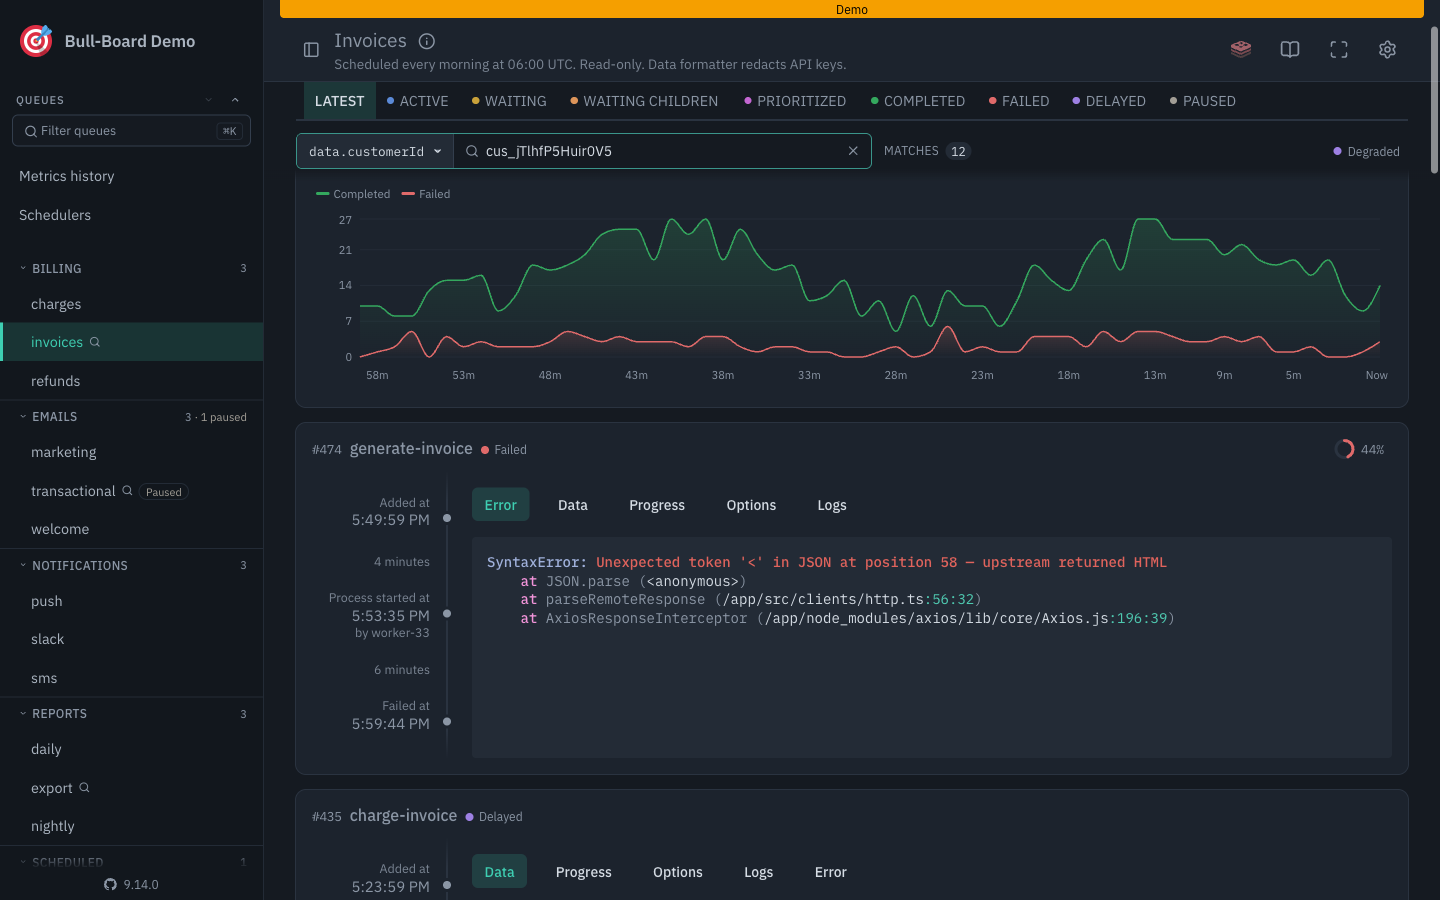 Demo
Bull-Board Demo
QUEUES
Filter queues
⌘K
Metrics history
Schedulers
BILLING 3
charges
invoices
refunds
EMAILS 3 · 1 paused
marketing
transactional Paused
welcome
NOTIFICATIONS 3
push
slack
sms
REPORTS 3
daily
export
nightly
SCHEDULED 1
9.14.0
Invoices
Scheduled every morning at 06:00 UTC. Read-only. Data formatter redacts API keys.
LATEST ACTIVE WAITING WAITING CHILDREN PRIORITIZED COMPLETED FAILED DELAYED PAUSED
data.customerId cus_jTlhfP5Huir0V5 MATCHES 12 Degraded
Completed Failed
27
21
14
7
0
58m 53m 48m 43m 38m 33m 28m 23m 18m 13m 9m 5m Now
#474 generate-invoice Failed 44%
Added at
5:49:59 PM
4 minutes
Process started at
5:53:35 PM
by worker-33
6 minutes
Failed at
5:59:44 PM
Error Data Progress Options Logs
SyntaxError: Unexpected token '<' in JSON at position 58 — upstream returned HTML
at JSON.parse (<anonymous>)
at parseRemoteResponse (/app/src/clients/http.ts:56:32)
at AxiosResponseInterceptor (/app/node_modules/axios/lib/core/Axios.js:196:39)
#435 charge-invoice Delayed
Added at
5:23:59 PM
Data Progress Options Logs Error